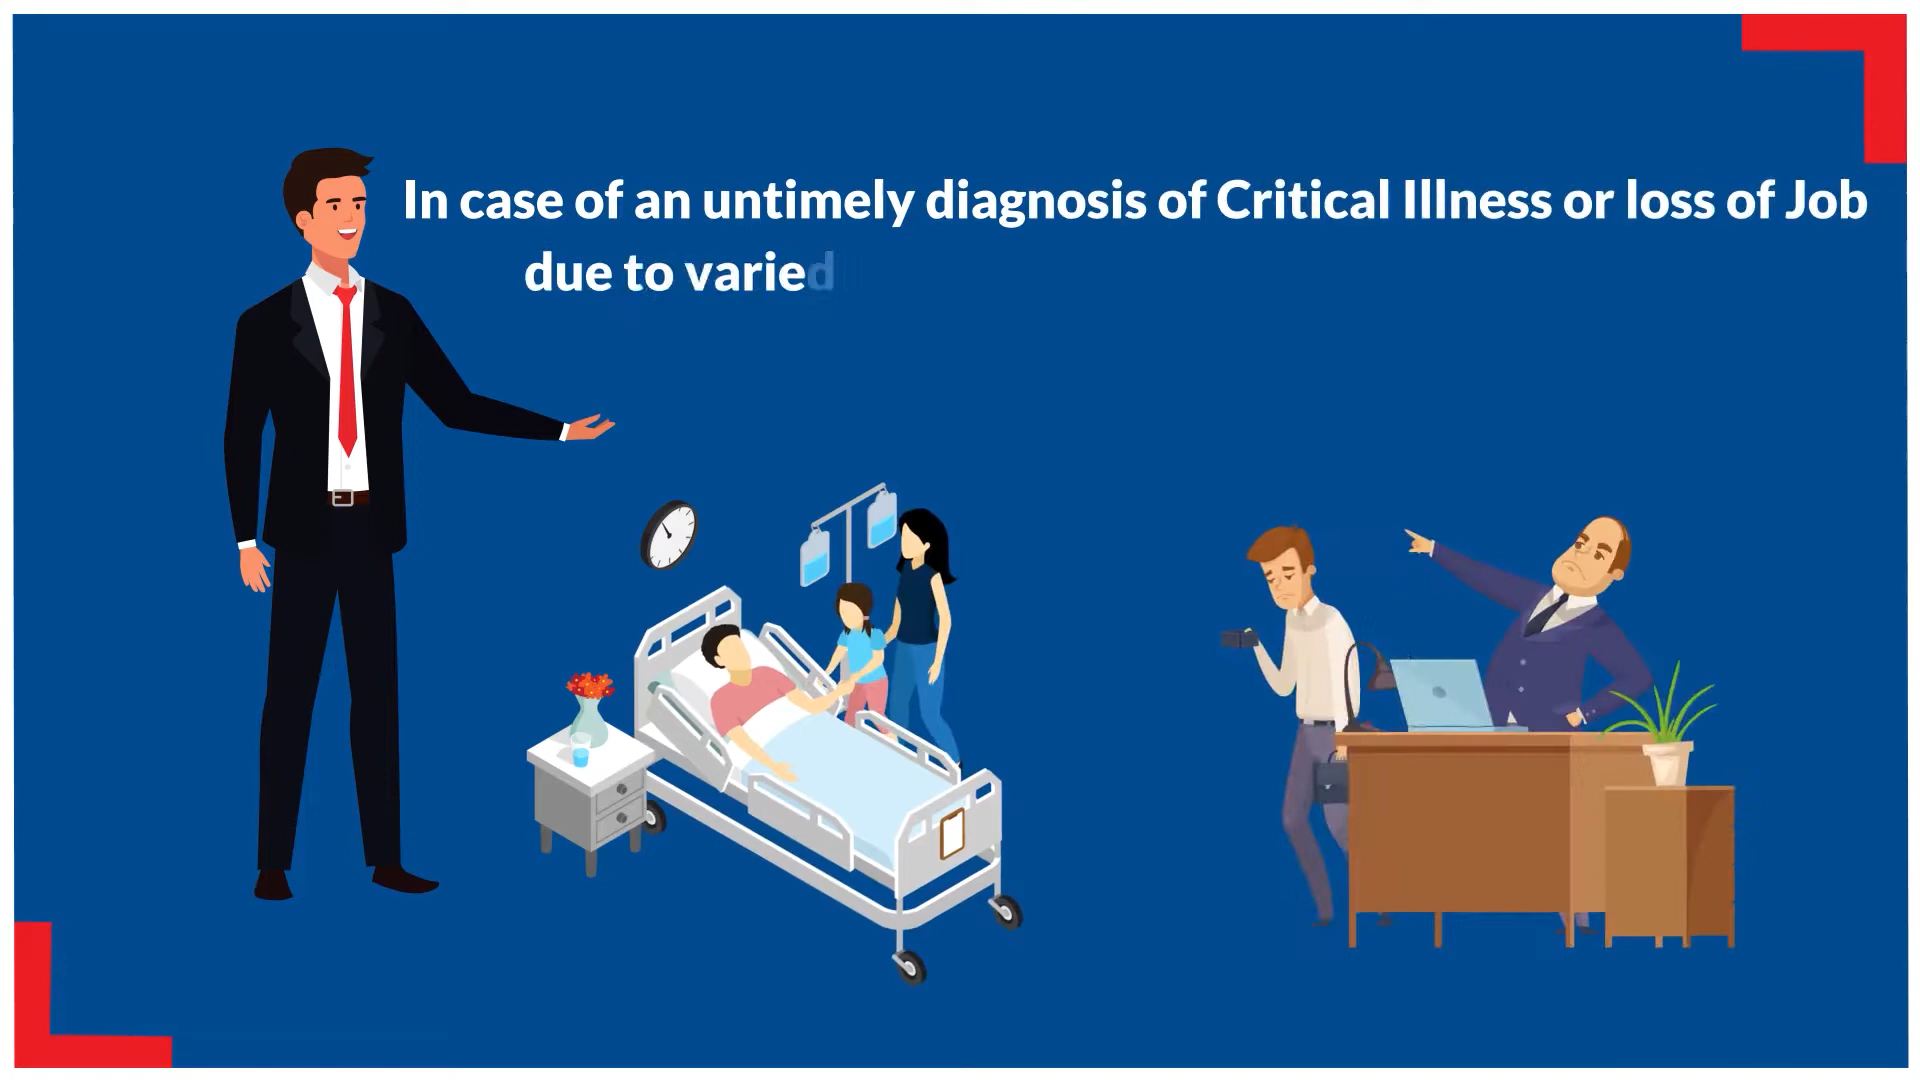 In case of an untimely diagnosis of Critical Illness or loss of Job
due to varied